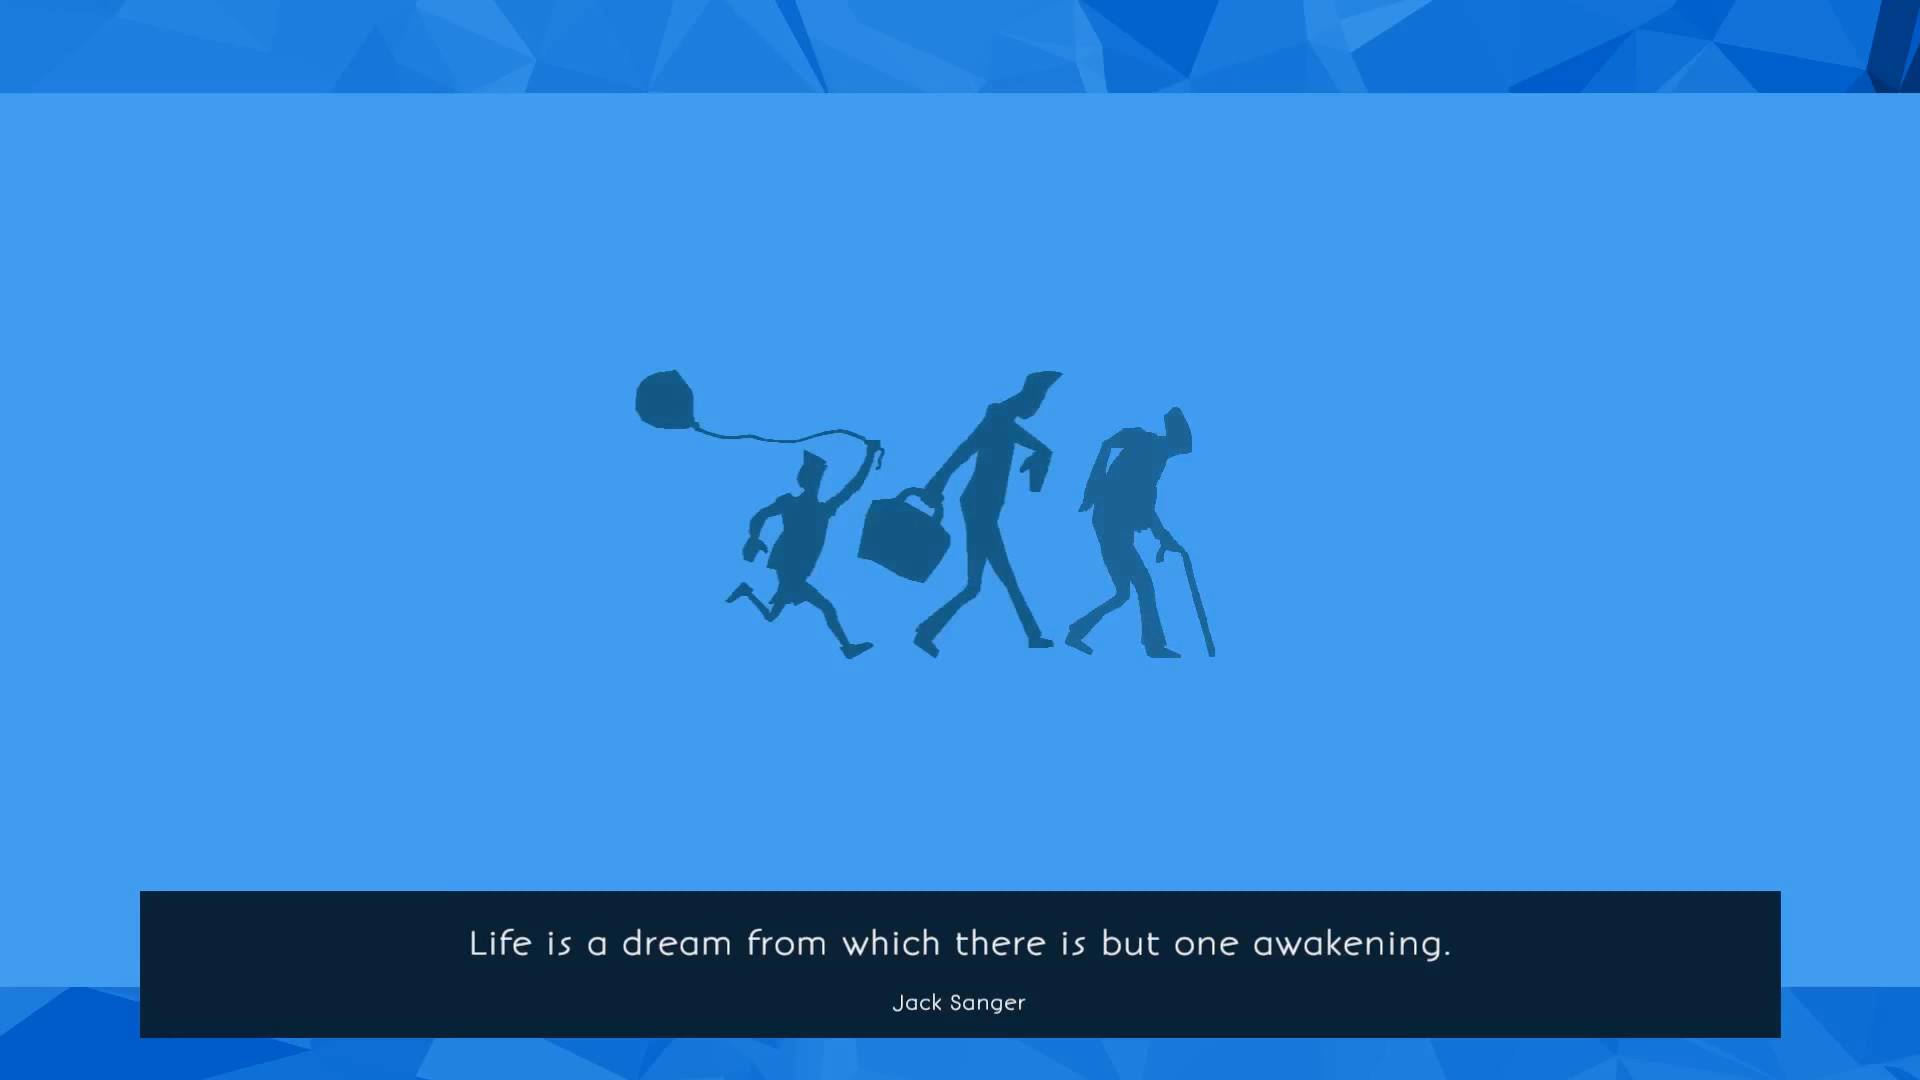 Life is a dream from which there is but one awakening.
Jack Sanger